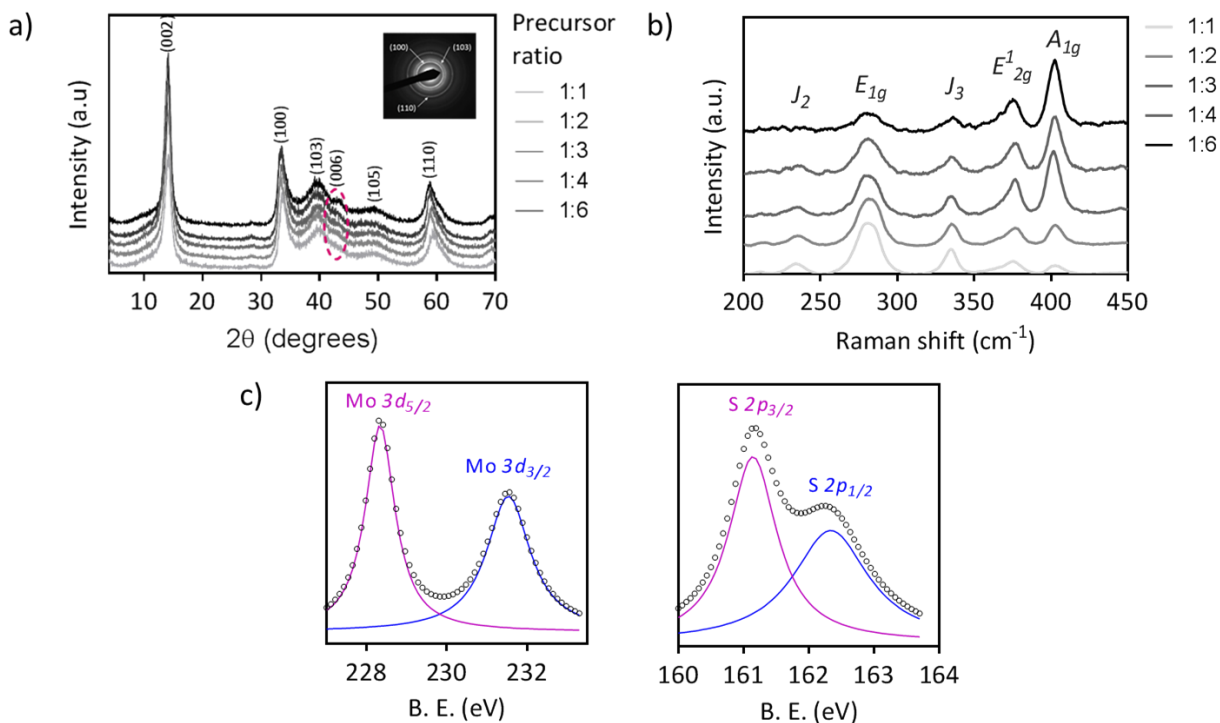 a)
Intensity (a.u)
(002)
(100)
(103)
(006)
(105)
(110)
(100)
(103)
(110)
10 20 30 40 50 60 70
2θ (degrees)
Precursor
ratio
1:1
1:2
1:3
1:4
1:6
b)
Intensity (a.u.)
J2
E1g
J3
E12g
A1g
200 250 300 350 400 450
Raman shift (cm-1)
1:1
1:2
1:3
1:4
1:6
c)
Mo 3d5/2
Mo 3d3/2
228 230 232
B. E. (eV)
S 2p3/2
S 2p1/2
160 161 162 163 164
B. E. (eV)